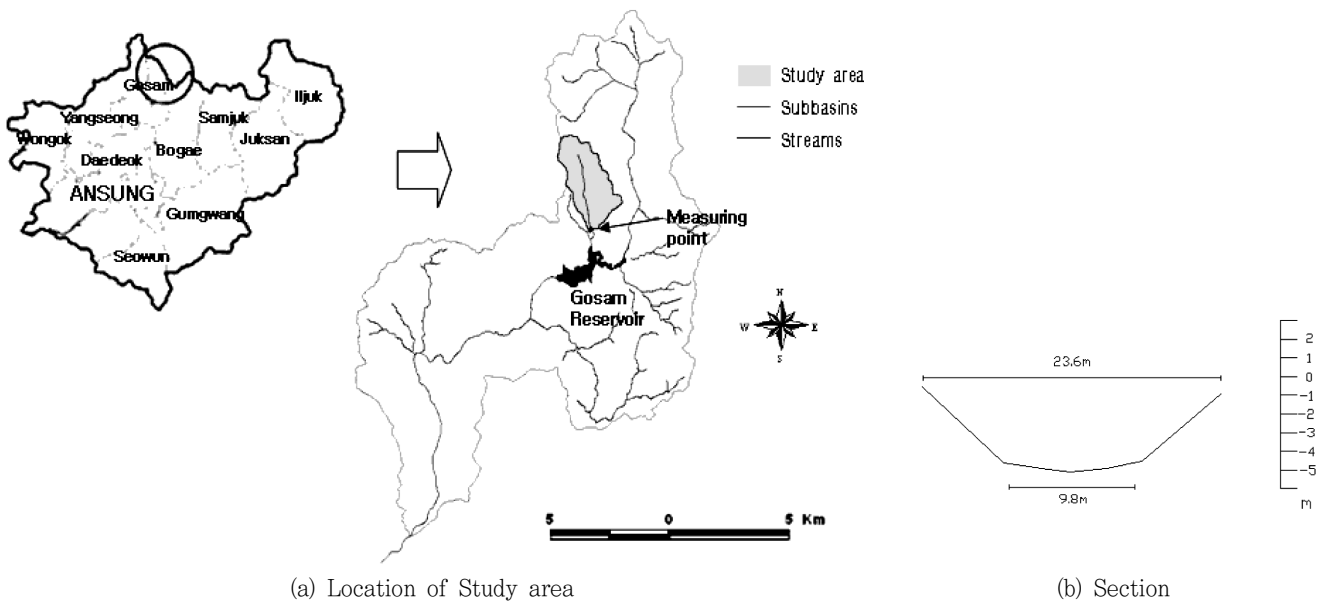 Gosam
Iljuk
Yangseong
Samjuk
Wongok
Juksan
Bogae
Daedeok
ANSUNG
Gumgwang
Seowun
Study area
Subbasins
Streams
Measuring
point
Gosam
Reservoir
N
W E
S
5 0 5 Km
(a) Location of Study area
23.6m
9.8m
2
1
0
-1
-2
-3
-4
-5
m
(b) Section